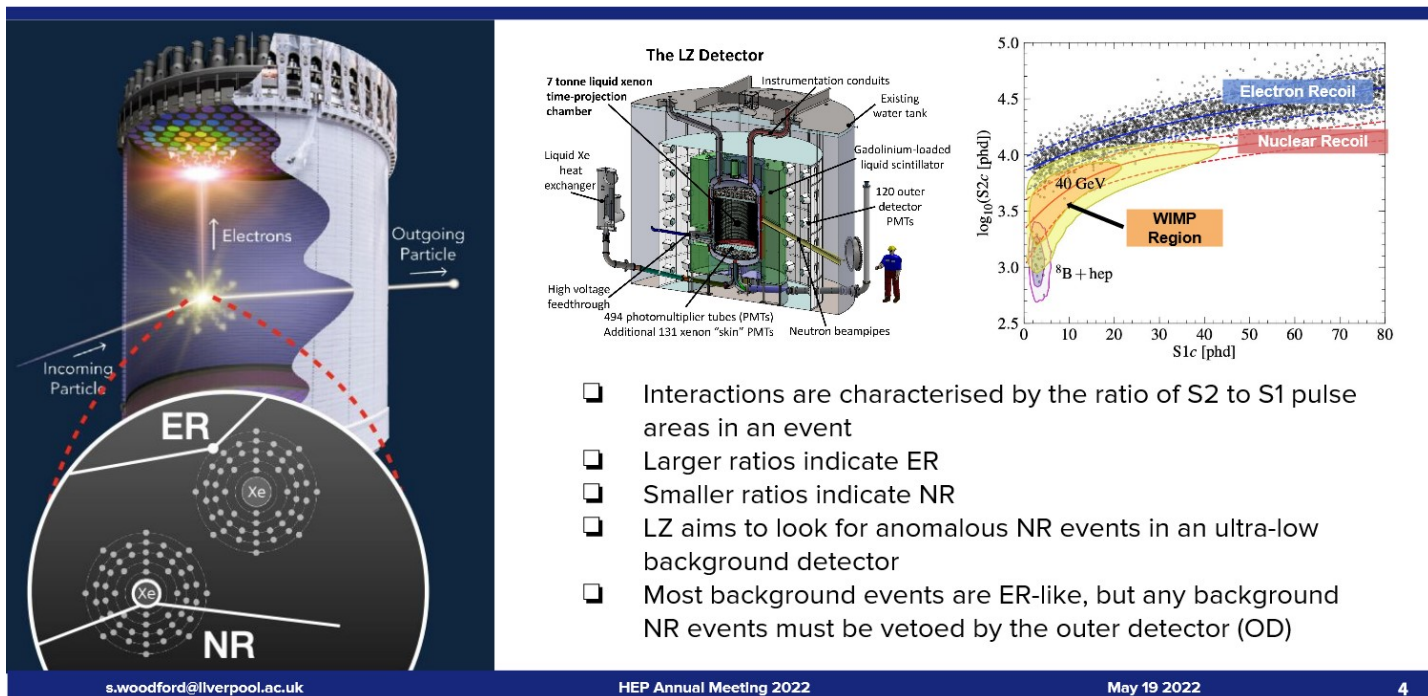 Electrons
Outgoing
Particle
Incoming
Particle
ER
Xe
Xe
NR
The LZ Detector
7 tonne liquid xenon
time-projection
chamber
Instrumentation conduits
Existing
water tank
Gadolinium-loaded
liquid scintillator
Liquid Xe
heat
exchanger
120 outer
detector
PMTs
High voltage
feedthrough
494 photomultiplier tubes (PMTs)
Additional 131 xenon "skin" PMTs
Neutron beampipes
5.0
4.5
4.0
3.5
3.0
2.5
log₁₀(S2c [phd])
Electron Recoil
Nuclear Recoil
40 GeV
WIMP
Region
⁸B + hep
0 10 20 30 40 50 60 70 80
S1c [phd]
❏ Interactions are characterised by the ratio of S2 to S1 pulse
areas in an event
❏ Larger ratios indicate ER
❏ Smaller ratios indicate NR
❏ LZ aims to look for anomalous NR events in an ultra-low
background detector
❏ Most background events are ER-like, but any background
NR events must be vetoed by the outer detector (OD)
s.woodford@liverpool.ac.uk
HEP Annual Meeting 2022
May 19 2022
4